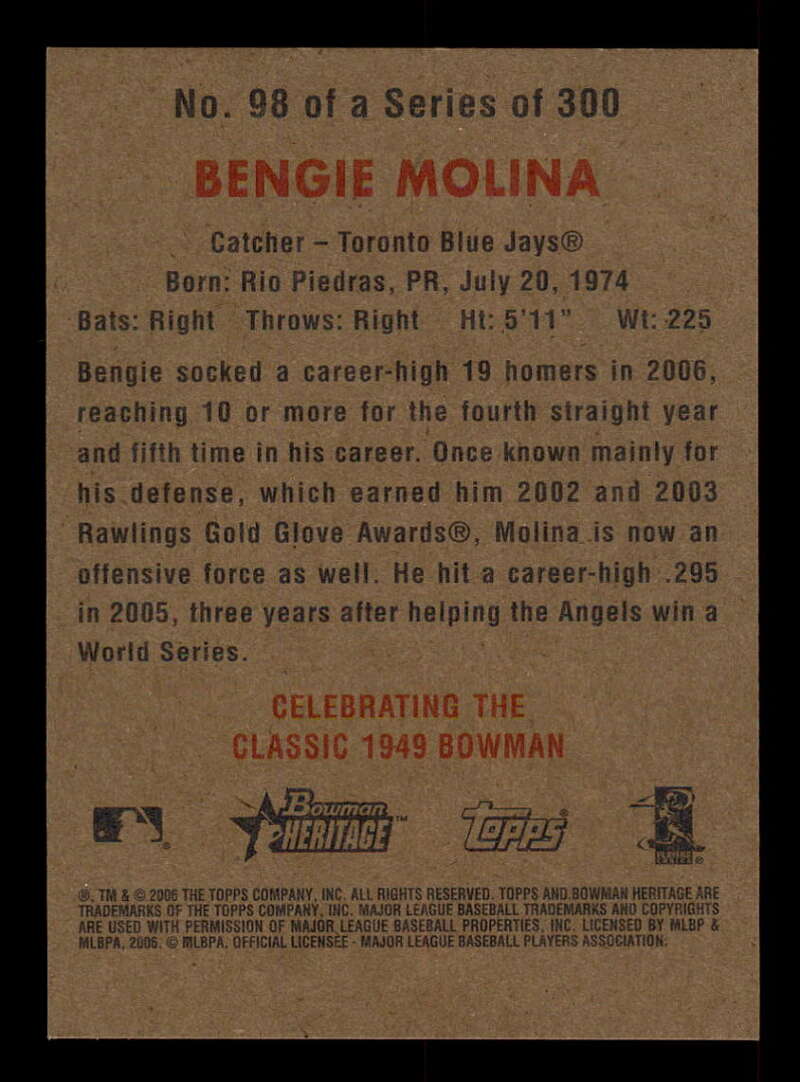 No. 98 of a Series of 300
BENGIE MOLINA
Catcher – Toronto Blue Jays®
Born: Rio Piedras, PR, July 20, 1974
Bats: Right Throws: Right Ht: 5'11" Wt: 225
Bengie socked a career-high 19 homers in 2006,
reaching 10 or more for the fourth straight year
and fifth time in his career. Once known mainly for
his defense, which earned him 2002 and 2003
Rawlings Gold Glove Awards®, Molina is now an
offensive force as well. He hit a career-high .295
in 2005, three years after helping the Angels win a
World Series.
CELEBRATING THE
CLASSIC 1949 BOWMAN
Bowman
HERITAGE™
Topps®
®, TM & © 2006 THE TOPPS COMPANY, INC. ALL RIGHTS RESERVED. TOPPS AND BOWMAN HERITAGE ARE
TRADEMARKS OF THE TOPPS COMPANY, INC. MAJOR LEAGUE BASEBALL TRADEMARKS AND COPYRIGHTS
ARE USED WITH PERMISSION OF MAJOR LEAGUE BASEBALL PROPERTIES, INC. LICENSED BY MLBP &
MLBPA, 2006. © MLBPA, OFFICIAL LICENSEE - MAJOR LEAGUE BASEBALL PLAYERS ASSOCIATION.